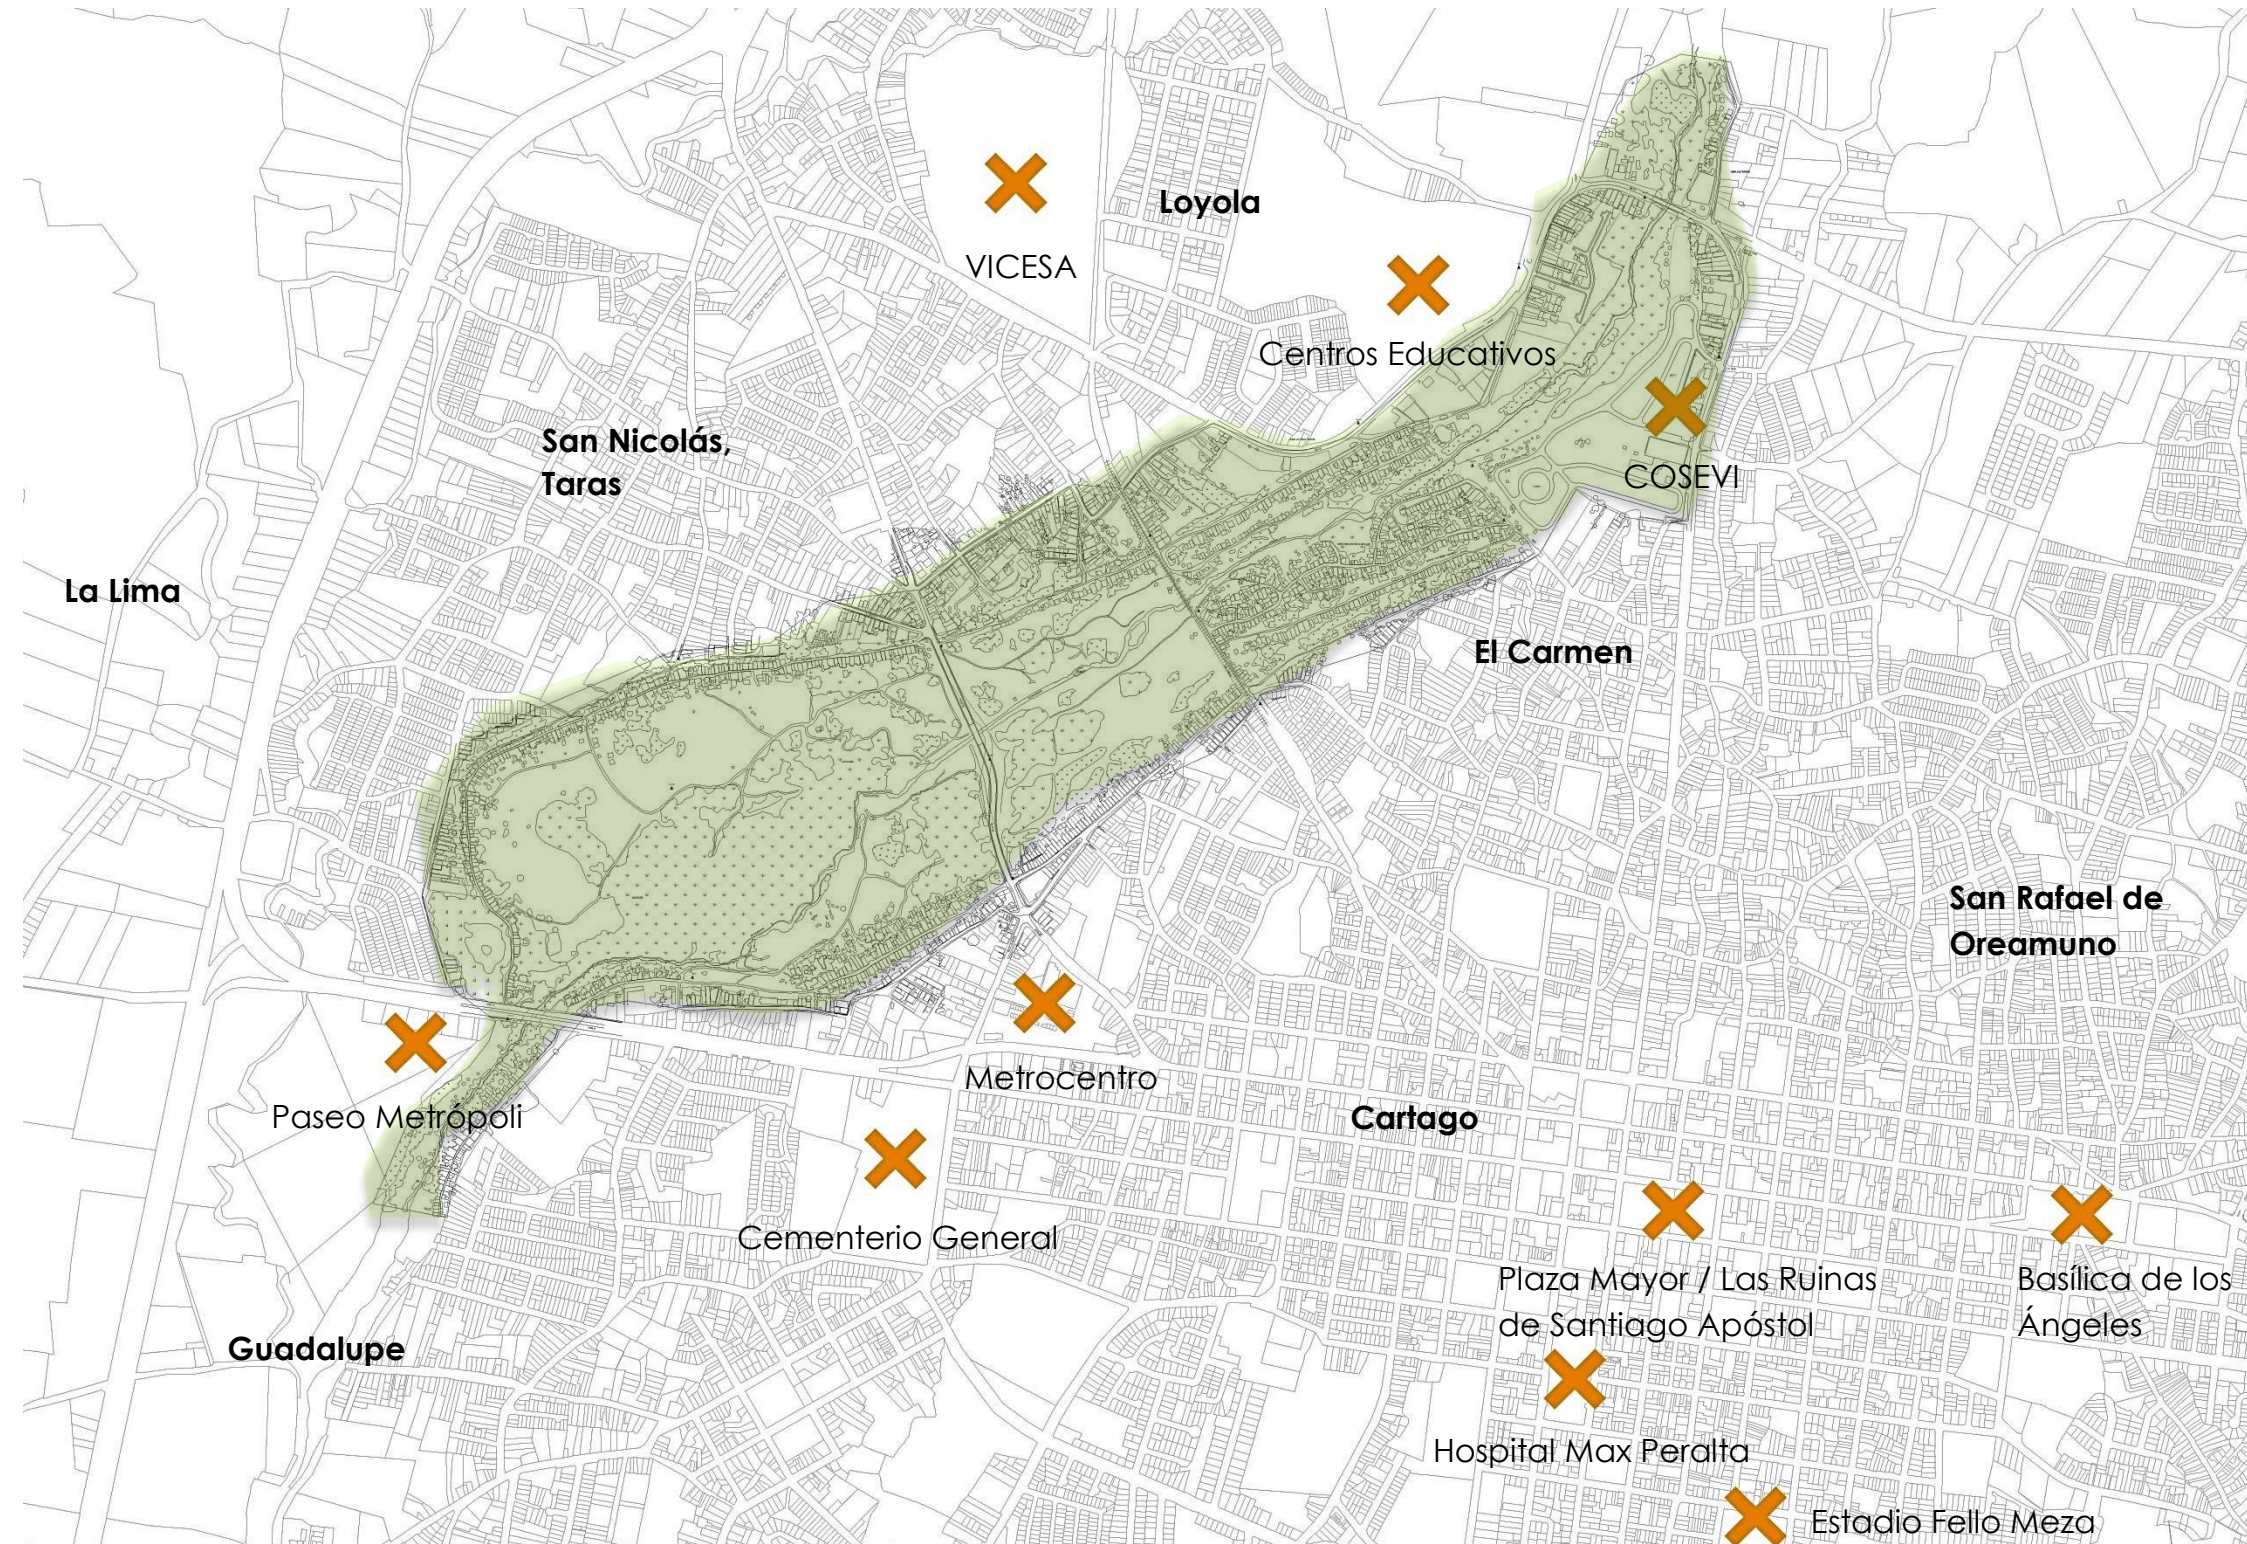 Loyola
VICESA
Centros Educativos
San Nicolás,
Taras
COSEVI
La Lima
El Carmen
San Rafael de
Oreamuno
Metrocentro
Paseo Metrópoli
Cartago
Cementerio General
Plaza Mayor / Las Ruinas
de Santiago Apóstol
Basílica de los
Ángeles
Guadalupe
Hospital Max Peralta
Estadio Fello Meza